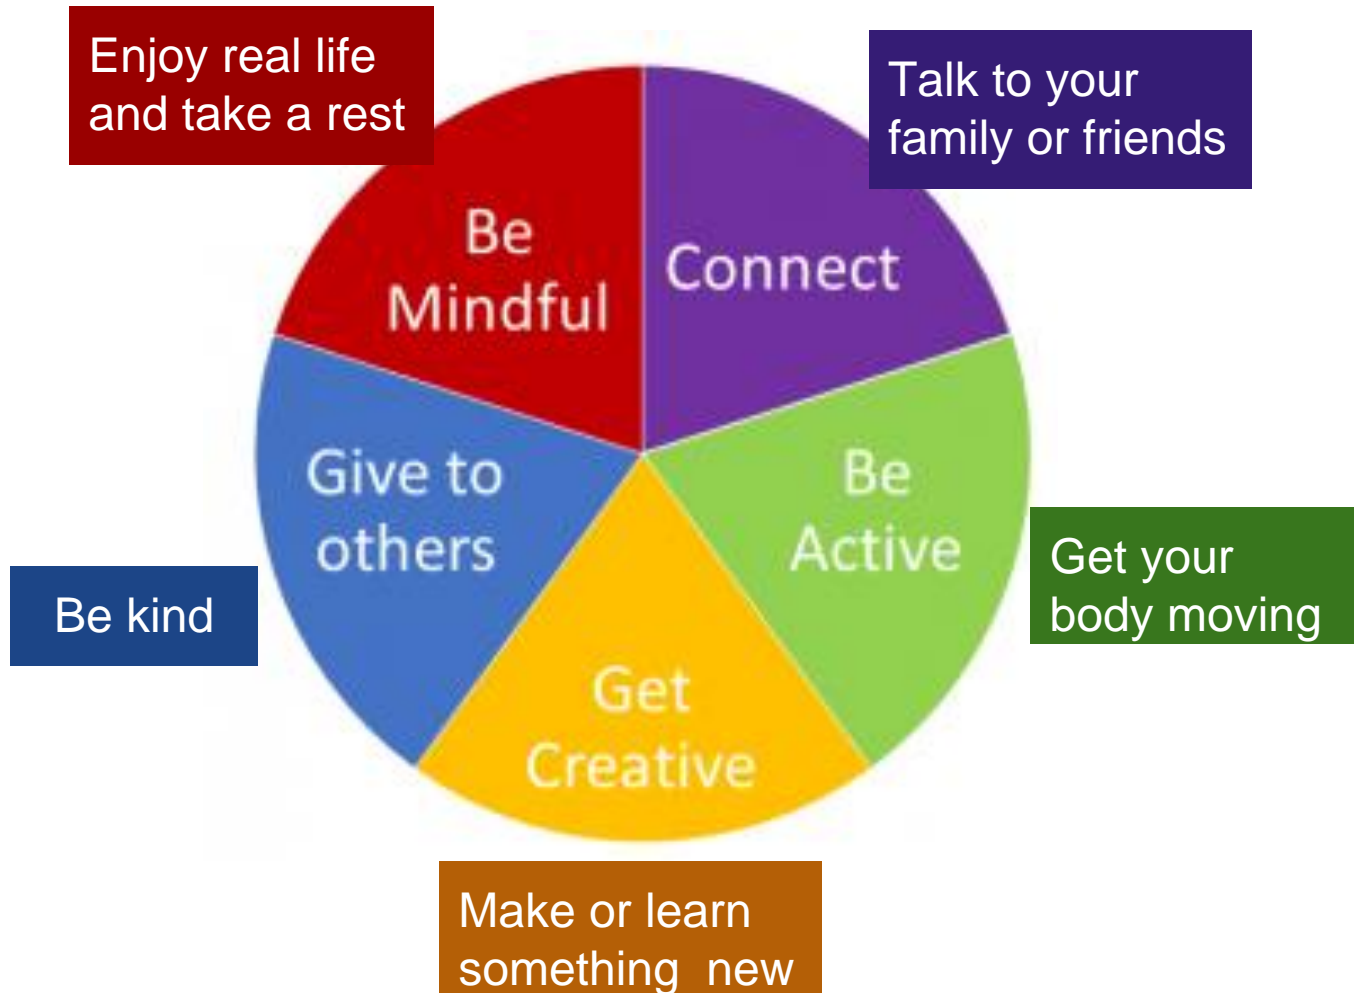 Enjoy real life
and take a rest
Talk to your
family or friends
Be
Mindful
Connect
Give to
others
Be
Active
Get your
body moving
Be kind
Get
Creative
Make or learn
something  new